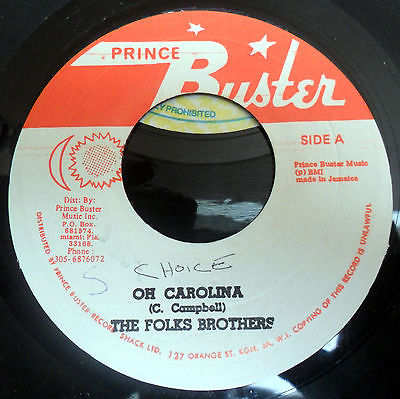 PRINCE
Buster
PROHIBITED
SIDE A
Prince Buster Music
(p) BMI
made in Jamaica
Dist: By:
Prince Buster
Music Inc.
P.O. Box.
681574.
miami: Fla.
33168.
Phone :
*305-6876072
S CHOICE
OH CAROLINA
(C. Campbell)
THE FOLKS BROTHERS
DISTRIBUTED BY PRINCE BUSTER RECORD SHACK LTD. 127 ORANGE ST. KGN. JA. W.I. COPYING OF THIS RECORD IS UNLAWFUL